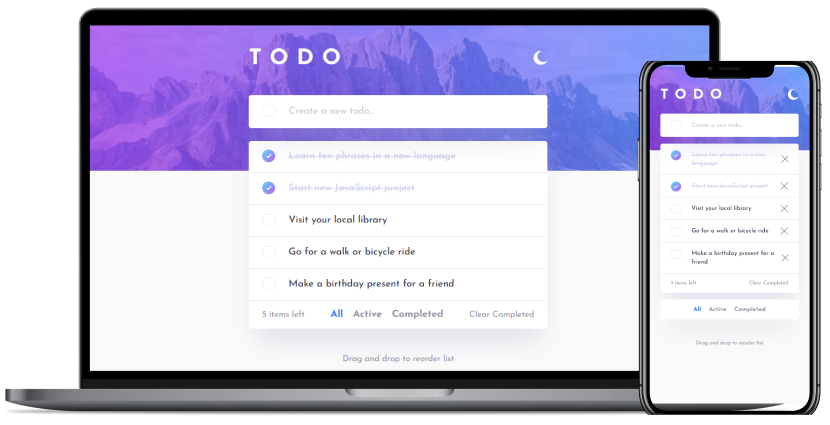 TODO
Create a new todo...
Learn ten phrases in a new language
Start new JavaScript project
Visit your local library
Go for a walk or bicycle ride
Make a birthday present for a friend
5 items left All Active Completed Clear Completed
Drag and drop to reorder list
TODO
Create a new todo...
Learn ten phrases in a new
language
Start new JavaScript project
Visit your local library
Go for a walk or bicycle ride
Make a birthday present for a
friend
5 items left Clear Completed
All Active Completed
Drag and drop to reorder list